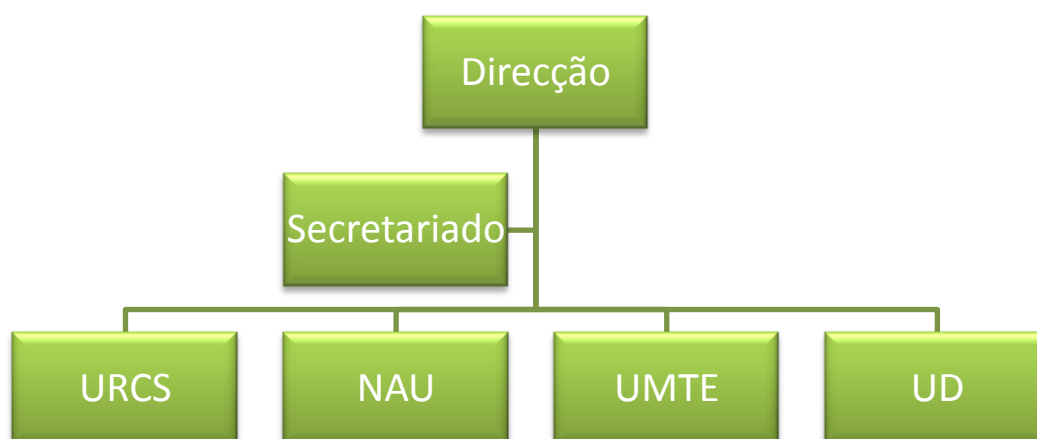 Direcção
Secretariado
URCS
NAU
UMTE
UD